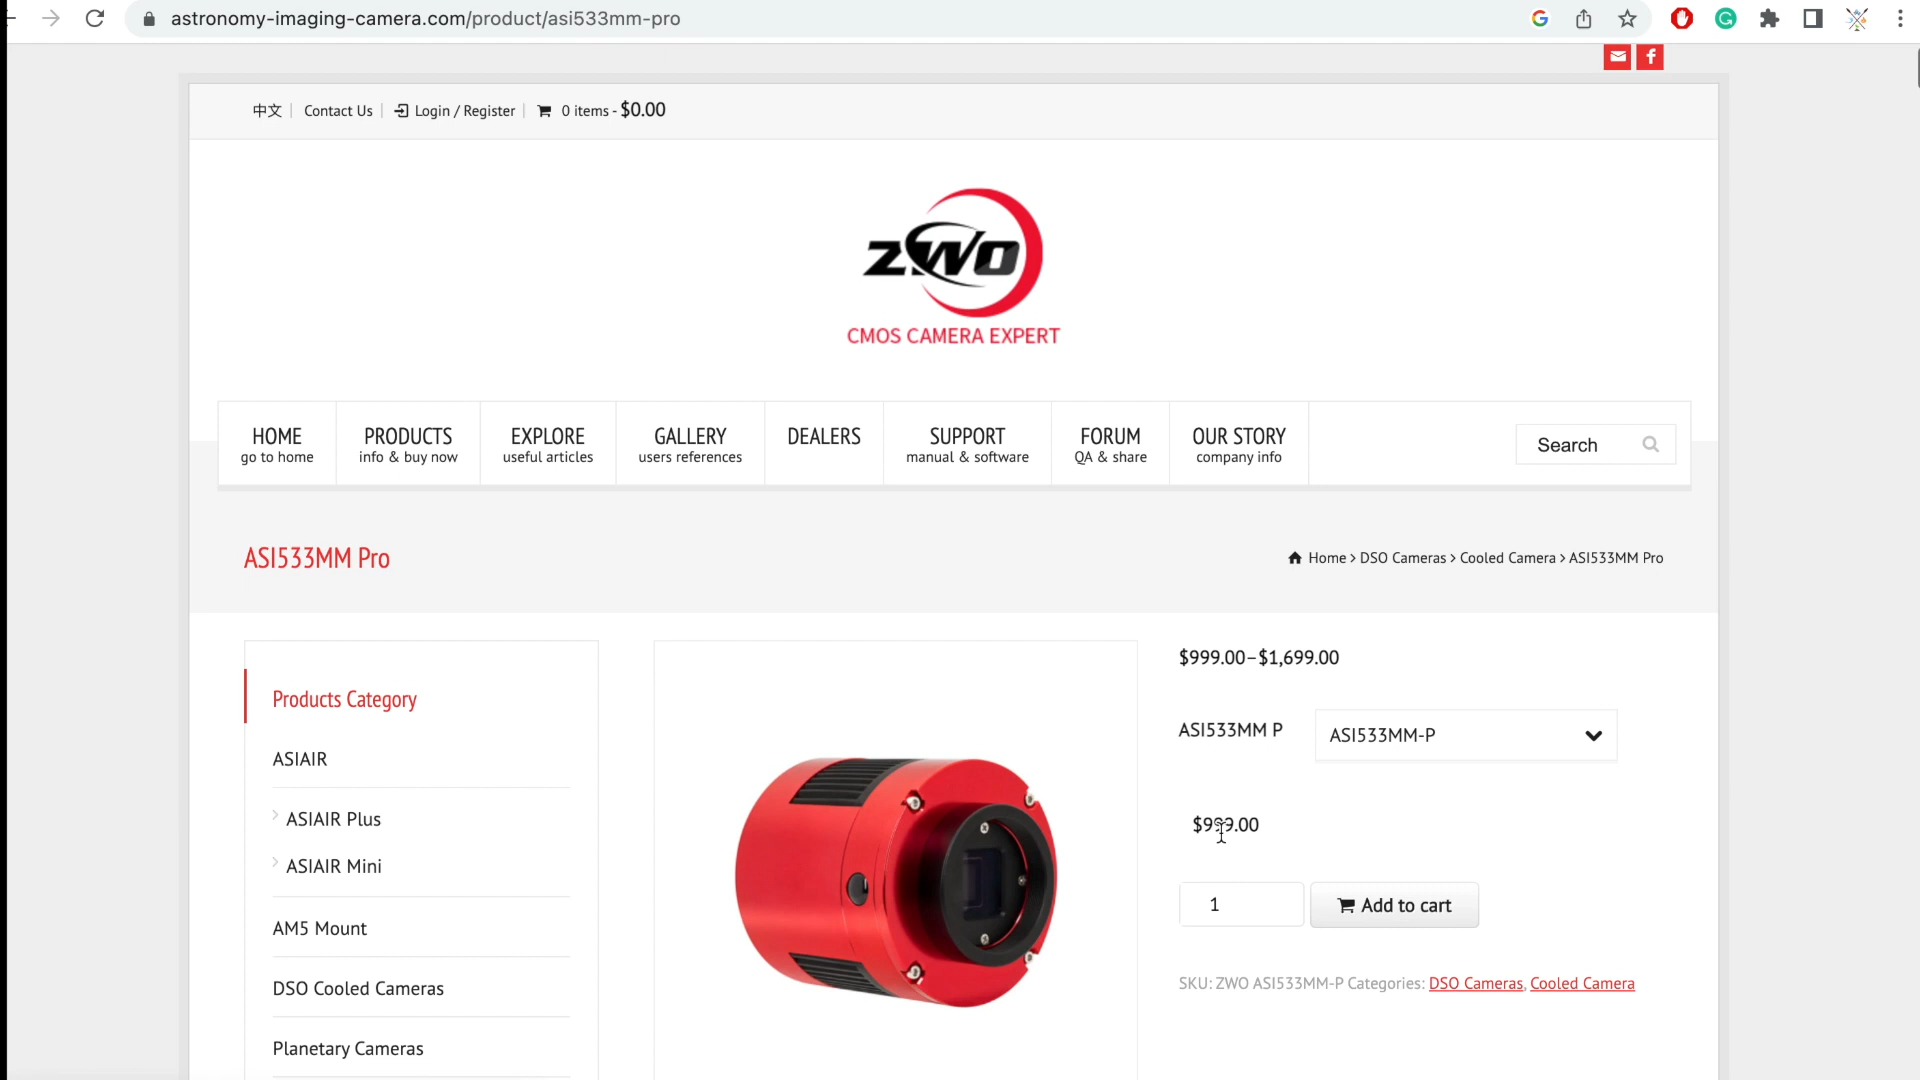 astronomy-imaging-camera.com/product/asi533mm-pro
中文 Contact Us Login / Register 0 items - $0.00
ZWO
CMOS CAMERA EXPERT
HOME PRODUCTS EXPLORE GALLERY DEALERS SUPPORT FORUM OUR STORY
go to home info & buy now useful articles users references manual & software QA & share company info
Search
ASI533MM Pro
Home > DSO Cameras > Cooled Camera > ASI533MM Pro
$999.00–$1,699.00
Products Category
ASI533MM P ASI533MM-P
ASIAIR
ASIAIR Plus
$999.00
ASIAIR Mini
1 Add to cart
AM5 Mount
SKU: ZWO ASI533MM-P Categories: DSO Cameras, Cooled Camera
DSO Cooled Cameras
Planetary Cameras